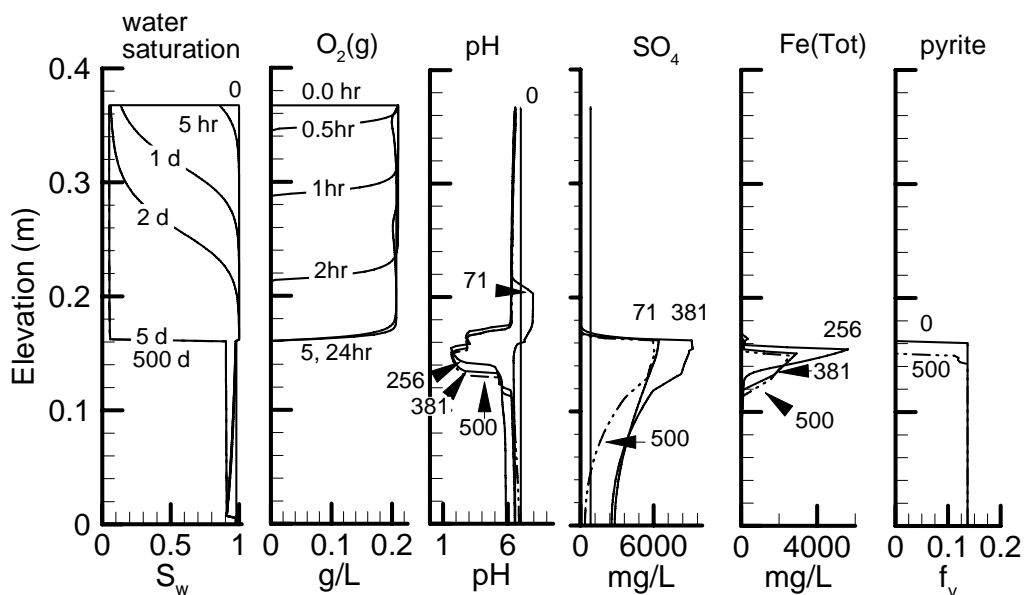 water
saturation
O2(g)
pH
SO4
Fe(Tot)
pyrite
0.4
0.3
0.2
0.1
0
Elevation (m)
0
5 hr
1 d
2 d
5 d
500 d
0 0.5 1
Sw
0.0 hr
0.5hr
1hr
2hr
5, 24hr
0 0.1 0.2
g/L
0
71
256
381
500
1 6
pH
71 381
500
0 6000
mg/L
256
381
500
0 4000
mg/L
0
500
0 0.1 0.2
fv